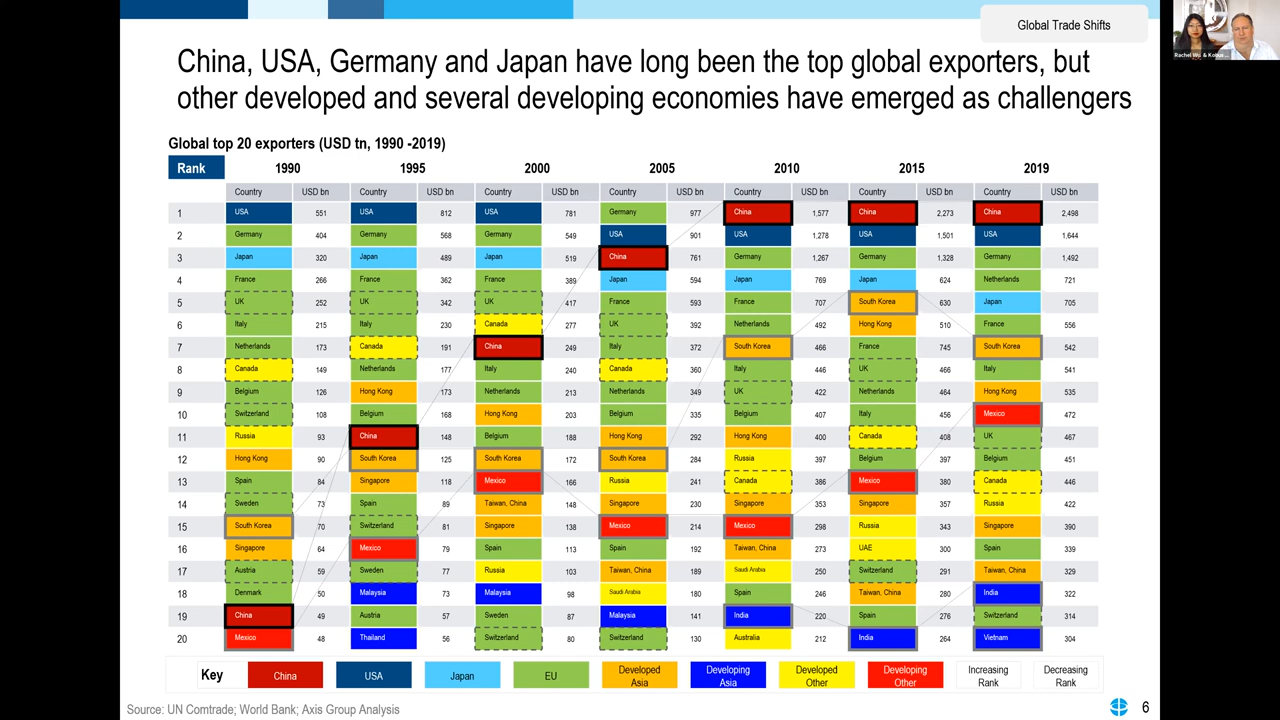 Global Trade Shifts
Rachel Wu & Kobus ...
China, USA, Germany and Japan have long been the top global exporters, but
other developed and several developing economies have emerged as challengers
Global top 20 exporters (USD tn, 1990 -2019)
Rank 1990 1995 2000 2005 2010 2015 2019
Country USD bn Country USD bn Country USD bn Country USD bn Country USD bn Country USD bn Country USD bn
1 USA 551 USA 812 USA 781 Germany 977 China 1,577 China 2,273 China 2,498
2 Germany 404 Germany 568 Germany 549 USA 901 USA 1,278 USA 1,501 USA 1,644
3 Japan 320 Japan 489 Japan 519 China 761 Germany 1,267 Germany 1,328 Germany 1,492
4 France 266 France 362 France 389 Japan 594 Japan 769 Japan 624 Netherlands 721
5 UK 252 UK 342 UK 417 France 593 France 707 South Korea 630 Japan 705
6 Italy 215 Italy 230 Canada 277 UK 392 Netherlands 492 Hong Kong 510 France 556
7 Netherlands 173 Canada 191 China 249 Italy 372 South Korea 466 France 745 South Korea 542
8 Canada 149 Netherlands 177 Italy 240 Canada 360 Italy 446 UK 466 Italy 541
9 Belgium 126 Hong Kong 173 Netherlands 213 Netherlands 349 UK 422 Netherlands 464 Hong Kong 535
10 Switzerland 108 Belgium 168 Hong Kong 203 Belgium 335 Belgium 407 Italy 456 Mexico 472
11 Russia 93 China 148 Belgium 188 Hong Kong 292 Hong Kong 400 Canada 408 UK 467
12 Hong Kong 90 South Korea 125 South Korea 172 South Korea 284 Russia 397 Belgium 397 Belgium 451
13 Spain 84 Singapore 118 Mexico 166 Russia 241 Canada 386 Mexico 380 Canada 446
14 Sweden 73 Spain 89 Taiwan, China 148 Singapore 230 Singapore 353 Singapore 357 Russia 422
15 South Korea 70 Switzerland 81 Singapore 138 Mexico 214 Mexico 298 Russia 343 Singapore 390
16 Singapore 64 Mexico 79 Spain 113 Spain 192 Taiwan, China 273 UAE 300 Spain 339
17 Austria 59 Sweden 77 Russia 103 Taiwan, China 189 Saudi Arabia 250 Switzerland 291 Taiwan, China 329
18 Denmark 50 Malaysia 73 Malaysia 98 Saudi Arabia 180 Spain 246 Taiwan, China 280 India 322
19 China 49 Austria 57 Sweden 87 Malaysia 141 India 220 Spain 276 Switzerland 314
20 Mexico 48 Thailand 56 Switzerland 80 Switzerland 130 Australia 212 India 264 Vietnam 304
Key China USA Japan EU Developed Asia Developing Asia Developed Other Developing Other Increasing Rank Decreasing Rank
Source: UN Comtrade; World Bank; Axis Group Analysis
6